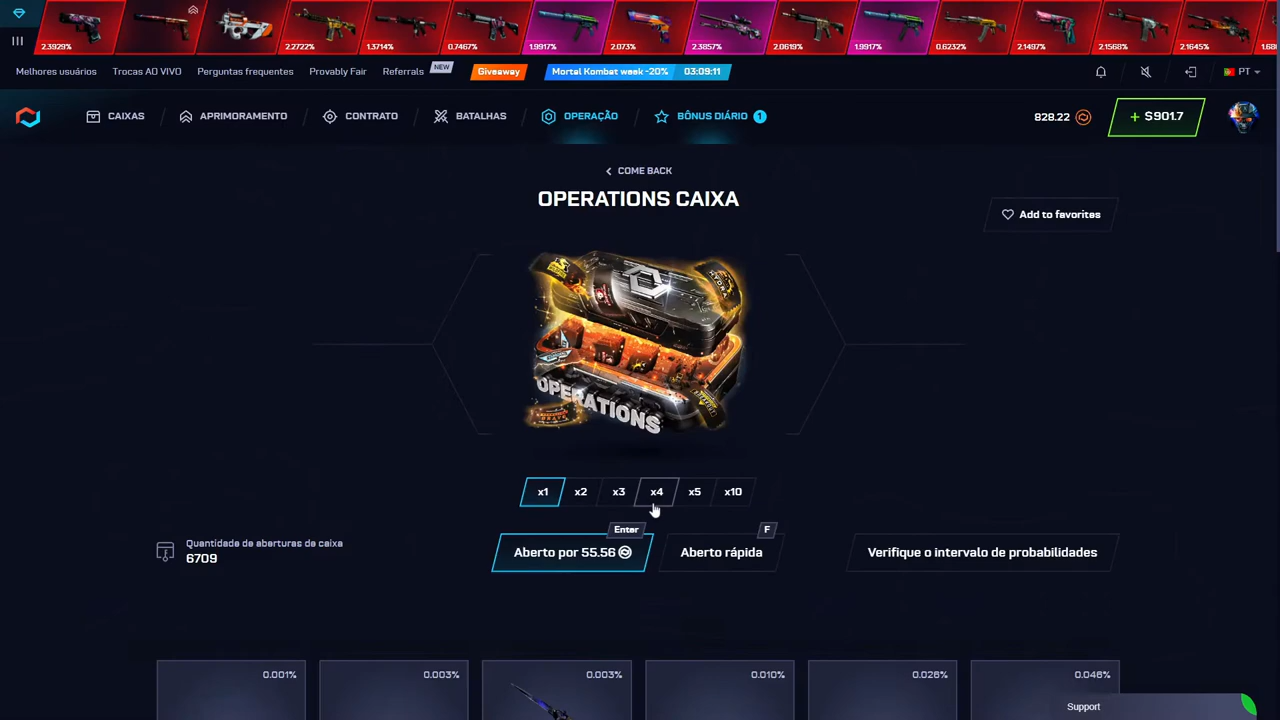 2.3929%
2.2722%
1.3714%
0.7467%
1.9917%
2.073%
2.3857%
2.0619%
1.9917%
0.6232%
2.1497%
2.1568%
2.1645%
Melhores usuários
Trocas AO VIVO
Perguntas frequentes
Provably Fair
Referrals
NEW
Giveaway
Mortal Kombat week -20%
03:09:11
PT
CAIXAS
APRIMORAMENTO
CONTRATO
BATALHAS
OPERAÇÃO
BÔNUS DIÁRIO
1
828.22
+ $901.7
COME BACK
OPERATIONS CAIXA
Add to favorites
HYDRA
OPERATIONS
x1
x2
x3
x4
x5
x10
Enter
F
Quantidade de aberturas de caixa
6709
Aberto por 55.56
Aberto rápida
Verifique o intervalo de probabilidades
0.001%
0.003%
0.003%
0.010%
0.026%
0.046%
Support